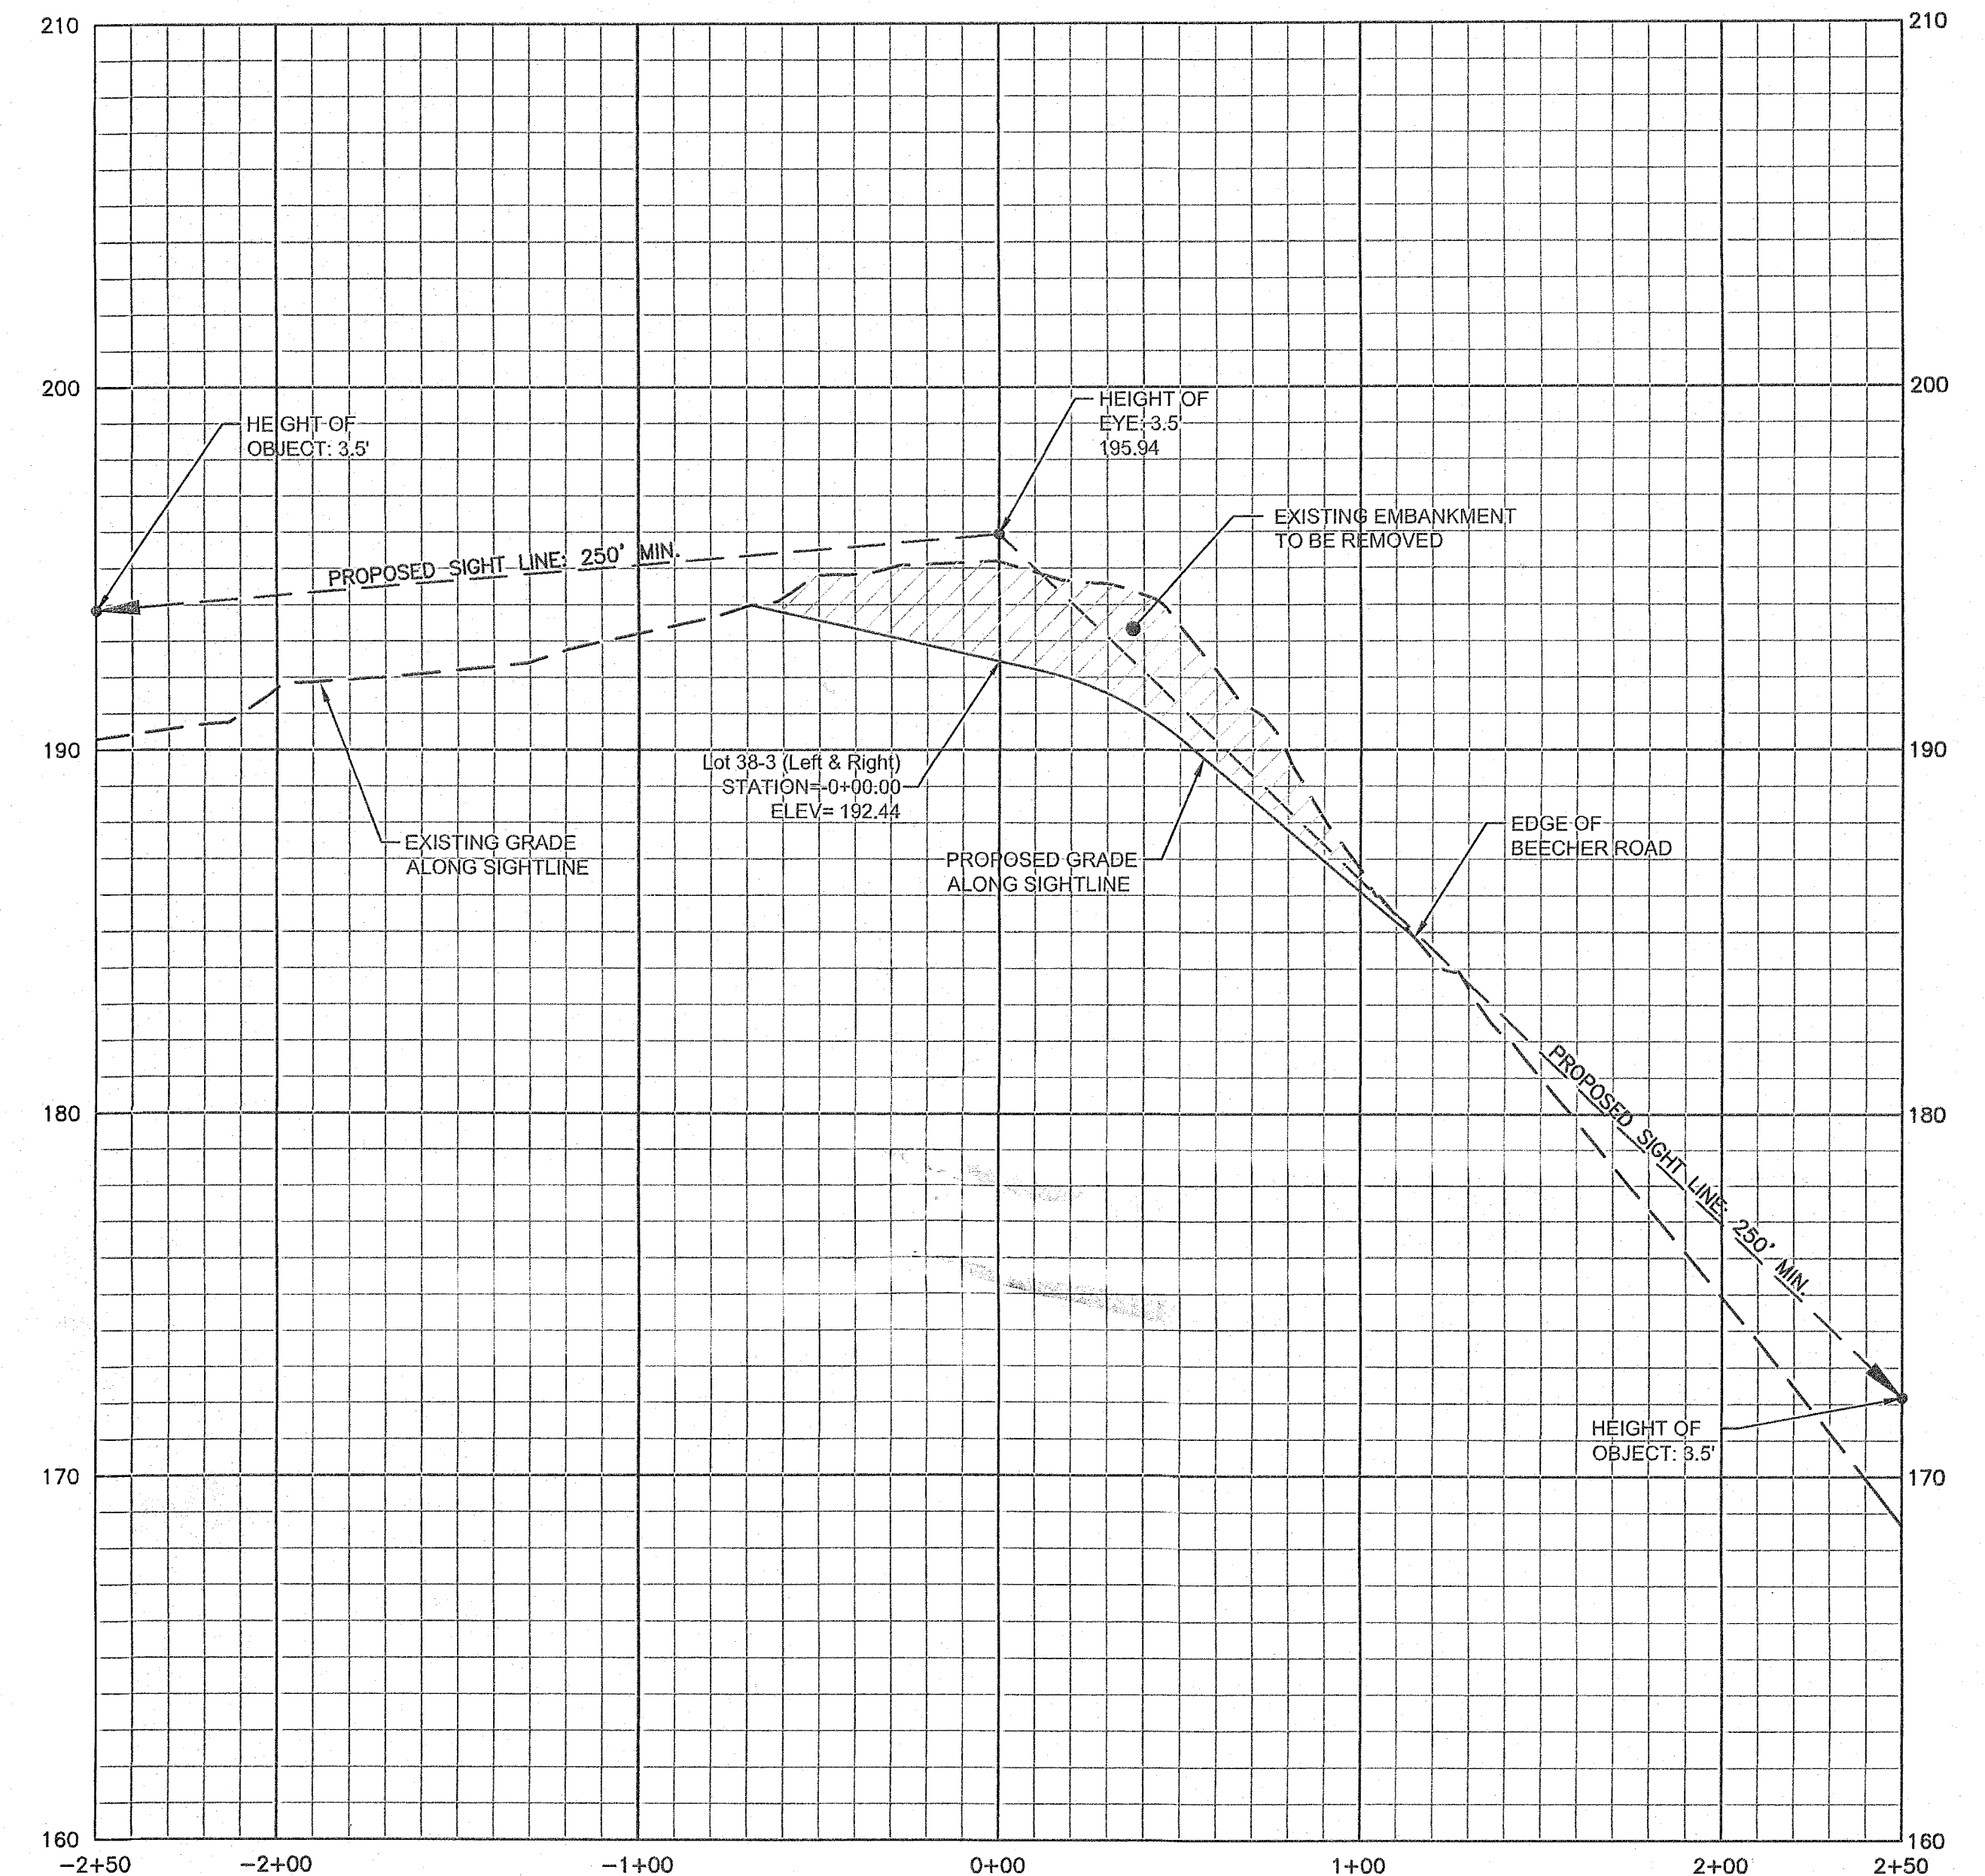 210
210
200
200
HEIGHT OF
OBJECT: 3.5'
HEIGHT OF
EYE: 3.5'
195.94
EXISTING EMBANKMENT
TO BE REMOVED
PROPOSED SIGHT LINE: 250' MIN.
190
190
Lot 38-3 (Left & Right)
STATION=-0+00.00
ELEV= 192.44
EXISTING GRADE
ALONG SIGHTLINE
PROPOSED GRADE
ALONG SIGHTLINE
EDGE OF
BEECHER ROAD
PROPOSED SIGHT LINE: 250' MIN.
180
180
HEIGHT OF
OBJECT: 3.5'
170
170
160
160
-2+50
-2+00
-1+00
0+00
1+00
2+00
2+50